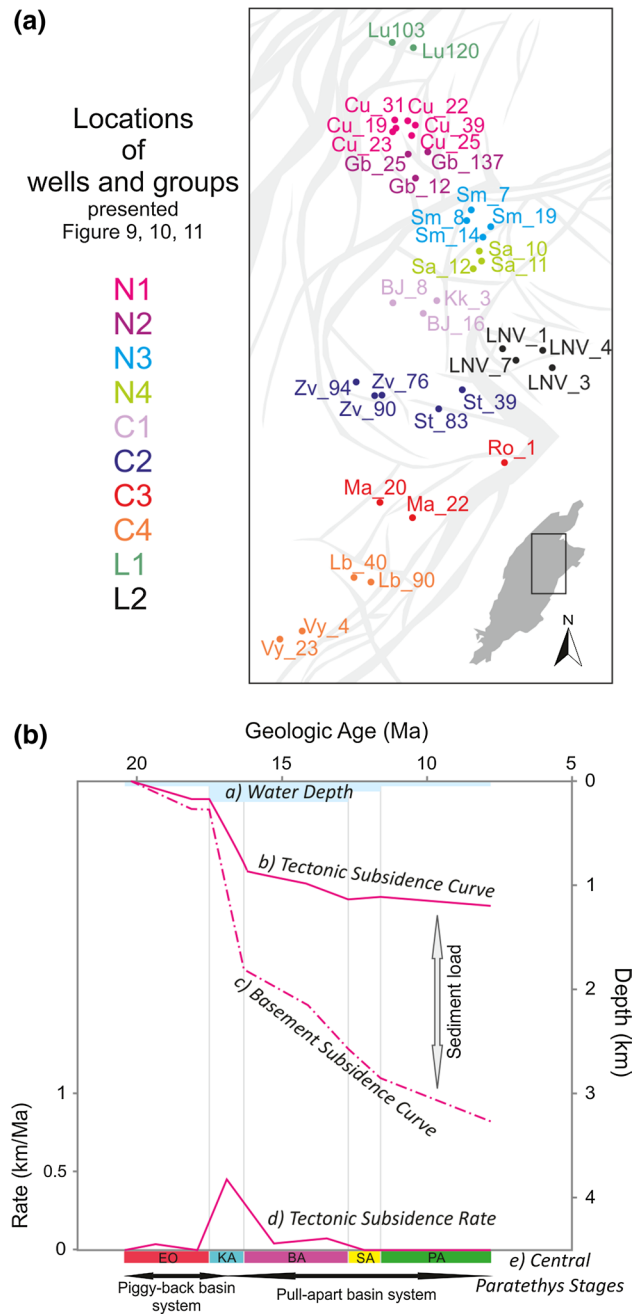 (a)
Locations
of
wells and groups
presented
Figure 9, 10, 11
N1
N2
N3
N4
C1
C2
C3
C4
L1
L2
Lu103
Lu120
Cu_31
Cu_22
Cu_19
Cu_39
Cu_23
Cu_25
Gb_25
Gb_137
Gb_12
Sm_7
Sm_8
Sm_19
Sm_14
Sa_10
Sa_12
Sa_11
BJ_8
Kk_3
BJ_16
LNV_1
LNV_4
LNV_7
LNV_3
Zv_94
Zv_76
Zv_90
St_39
St_83
Ro_1
Ma_20
Ma_22
Lb_40
Lb_90
Vy_4
Vy_23
N
(b)
Geologic Age (Ma)
20
15
10
5
a) Water Depth
0
b) Tectonic Subsidence Curve
1
c) Basement Subsidence Curve
Sediment load
2
Depth (km)
3
4
Rate (km/Ma)
1
0.5
0
d) Tectonic Subsidence Rate
EO
KA
BA
SA
PA
e) Central
Paratethys Stages
Piggy-back basin
system
Pull-apart basin system